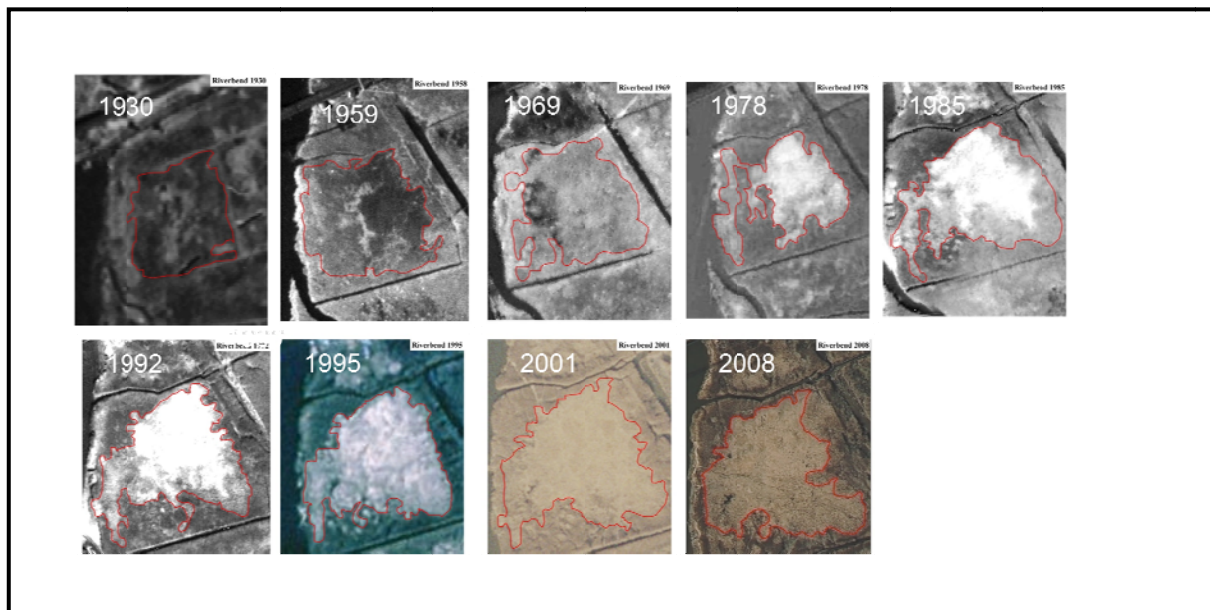 Riverbend 1930
1930
Riverbend 1958
1959
Riverbend 1969
1969
Riverbend 1978
1978
Riverbend 1985
1985
1992
Riverbend 1995
1995
Riverbend 2001
2001
Riverbend 2008
2008